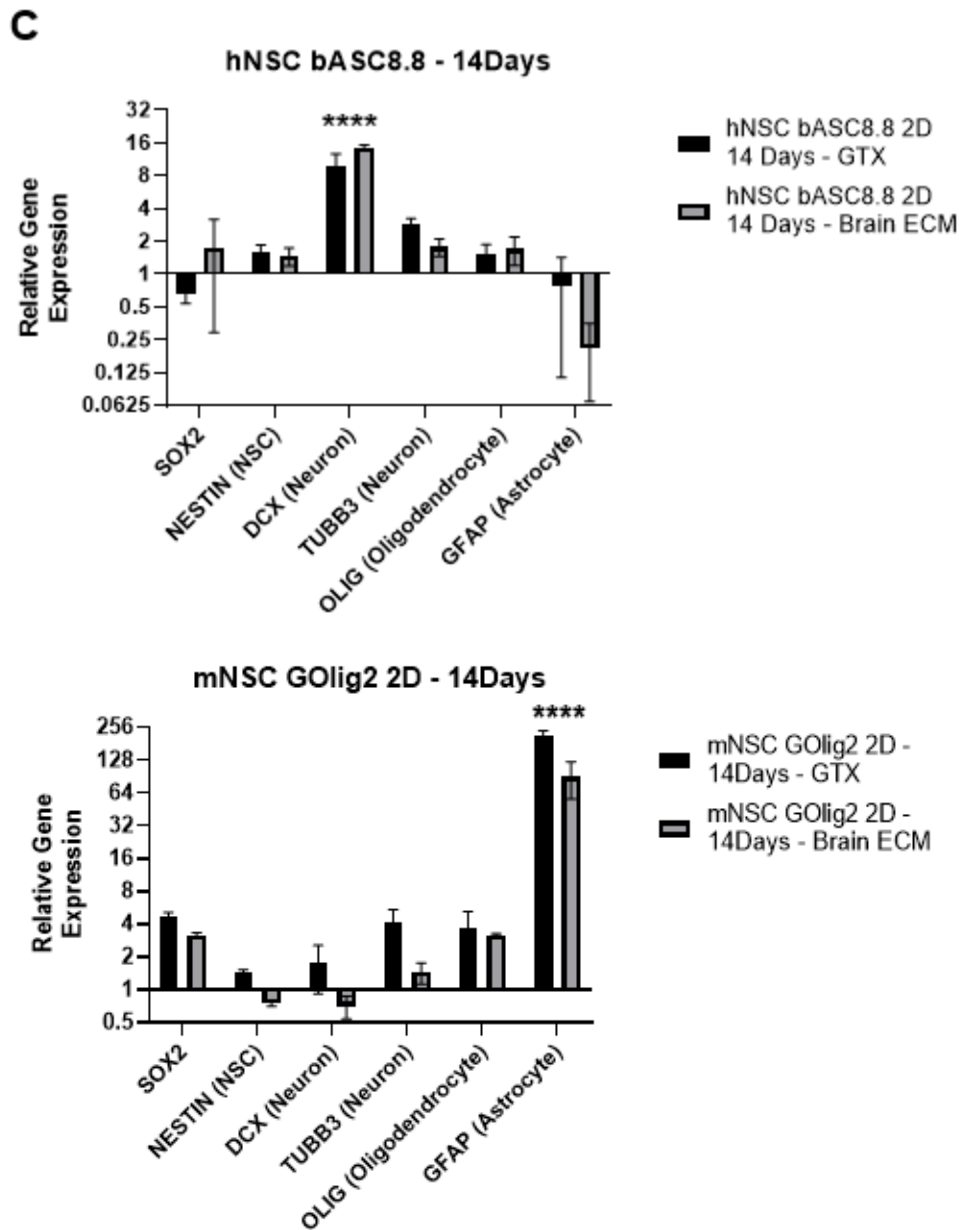 C
hNSC bASC8.8 - 14Days
Relative Gene
Expression
32
16
8
4
2
1
0.5
0.25
0.125
0.0625
****
SOX2
NESTIN (NSC)
DCX (Neuron)
TUBB3 (Neuron)
OLIG (Oligodendrocyte)
GFAP (Astrocyte)
hNSC bASC8.8 2D
14 Days - GTX
hNSC bASC8.8 2D
14 Days - Brain ECM
mNSC GOlig2 2D - 14Days
Relative Gene
Expression
256
128
64
32
16
8
4
2
1
0.5
****
SOX2
NESTIN (NSC)
DCX (Neuron)
TUBB3 (Neuron)
OLIG (Oligodendrocyte)
GFAP (Astrocyte)
mNSC GOlig2 2D -
14Days - GTX
mNSC GOlig2 2D -
14Days - Brain ECM